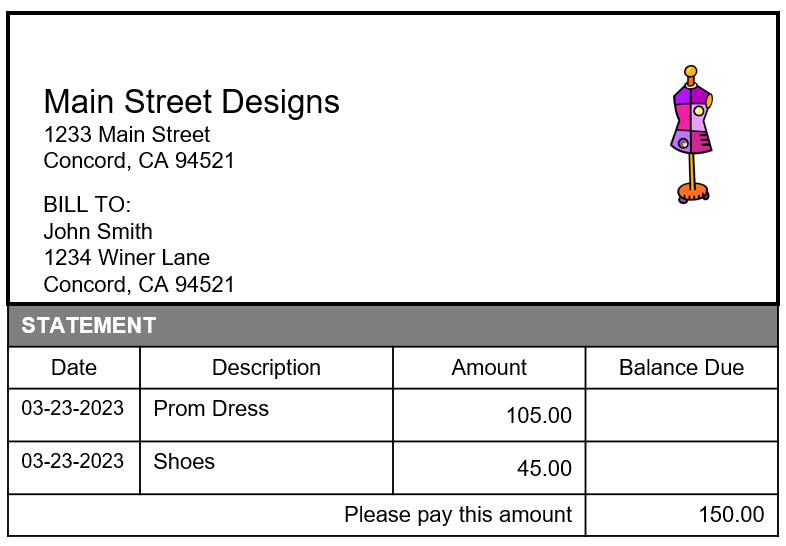 Main Street Designs
1233 Main Street
Concord, CA 94521
BILL TO:
John Smith
1234 Winer Lane
Concord, CA 94521
STATEMENT
Date Description Amount Balance Due
03-23-2023 Prom Dress 105.00
03-23-2023 Shoes 45.00
Please pay this amount 150.00